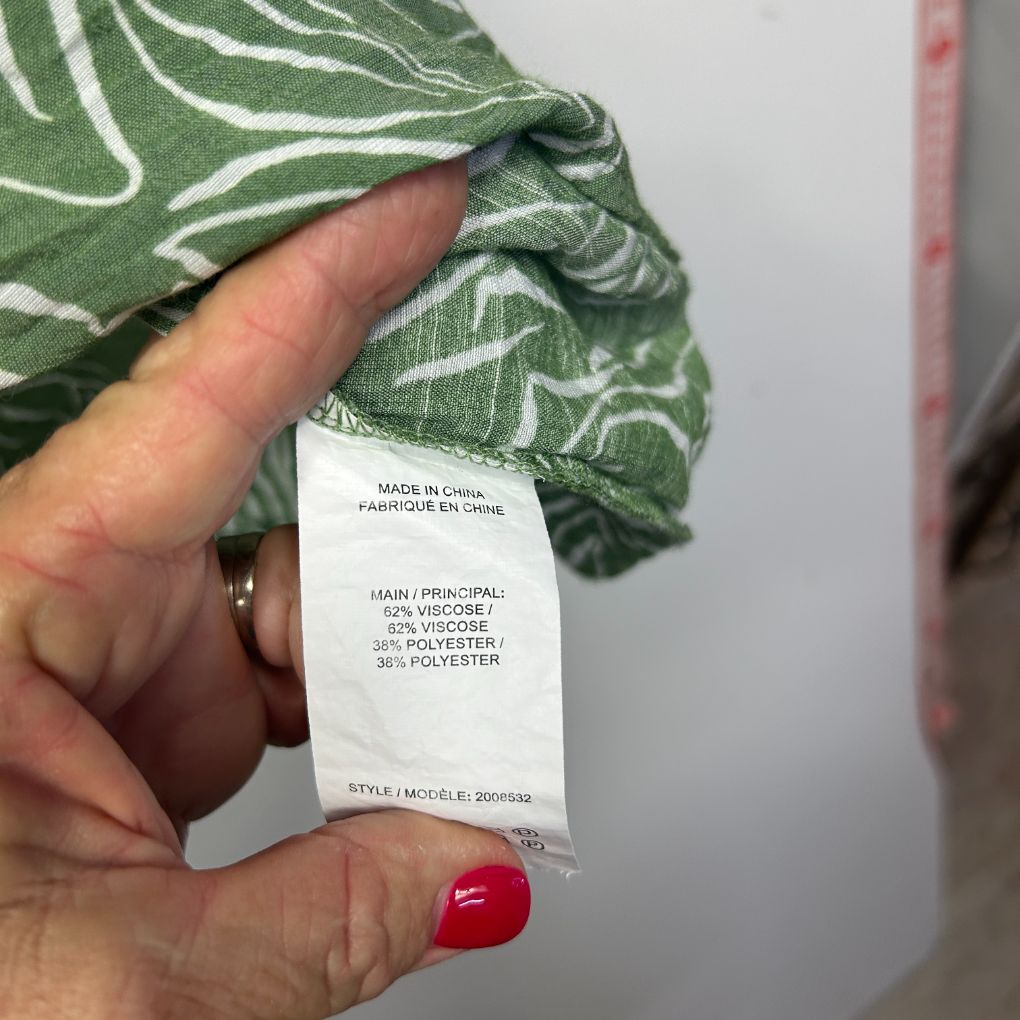 MADE IN CHINA
FABRIQUÉ EN CHINE
MAIN / PRINCIPAL:
62% VISCOSE /
62% VISCOSE
38% POLYESTER /
38% POLYESTER
STYLE / MODÈLE: 2008532